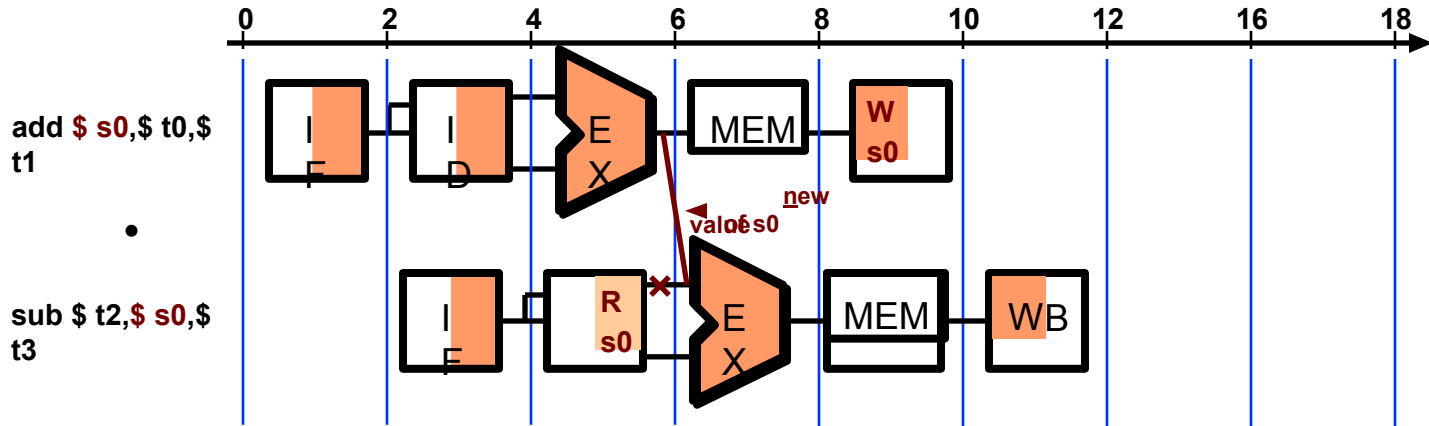 0 2 4 6 8 10 12 16 18
add $ s0,$ t0,$
t1
I
F
I
D
E
X
MEM
W
s0
new
value of s0
•
sub $ t2,$ s0,$
t3
I
F
R
s0
E
X
MEM
WB